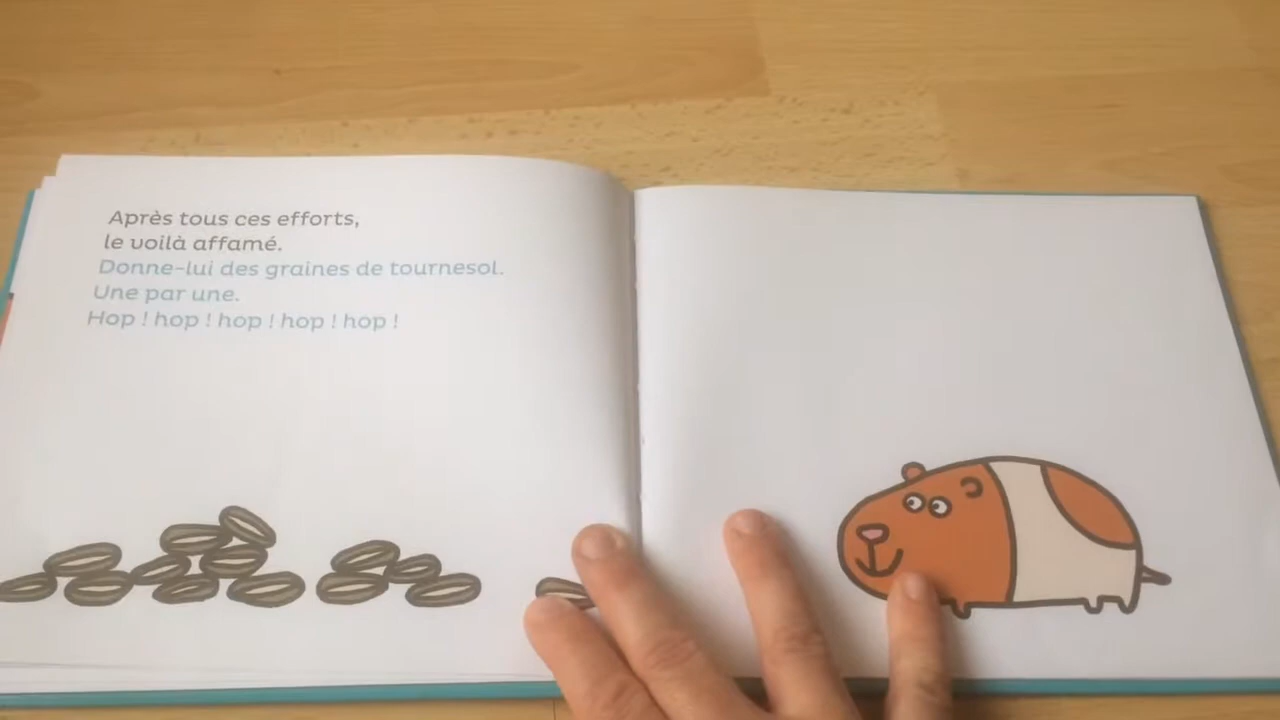 Après tous ces efforts,
le voilà affamé.
Donne-lui des graines de tournesol.
Une par une.
Hop ! hop ! hop ! hop ! hop !